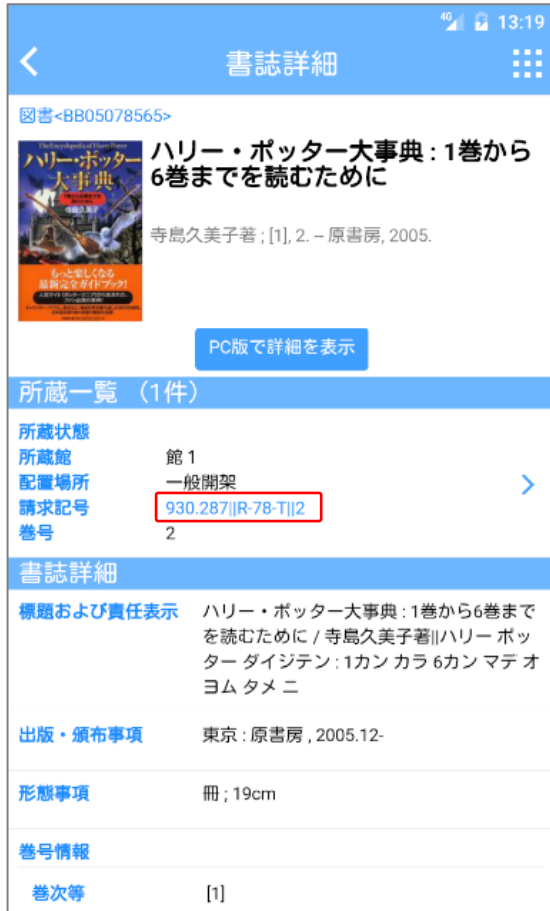 4G 13:19
書誌詳細
図書<BB05078565>
The Encyclopedia of Harry Potter
ハリー・ポッター
大事典
寺島久美子
もっと楽しくなる
最新完全ガイドブック!
ハリー・ポッター大事典 : 1巻から
6巻までを読むために
寺島久美子著 ; [1], 2. – 原書房, 2005.
PC版で詳細を表示
所蔵一覧 （1件）
所蔵状態
所蔵館 館1
配置場所 一般開架
請求記号 930.287||R-78-T||2
巻号 2
書誌詳細
標題および責任表示 ハリー・ポッター大事典 : 1巻から6巻まで
を読むために / 寺島久美子著||ハリー ポッ
ター ダイジテン : 1カン カラ 6カン マデ オ
ヨム タメ ニ
出版・頒布事項 東京 : 原書房 , 2005.12-
形態事項 冊 ; 19cm
巻号情報
巻次等 [1]